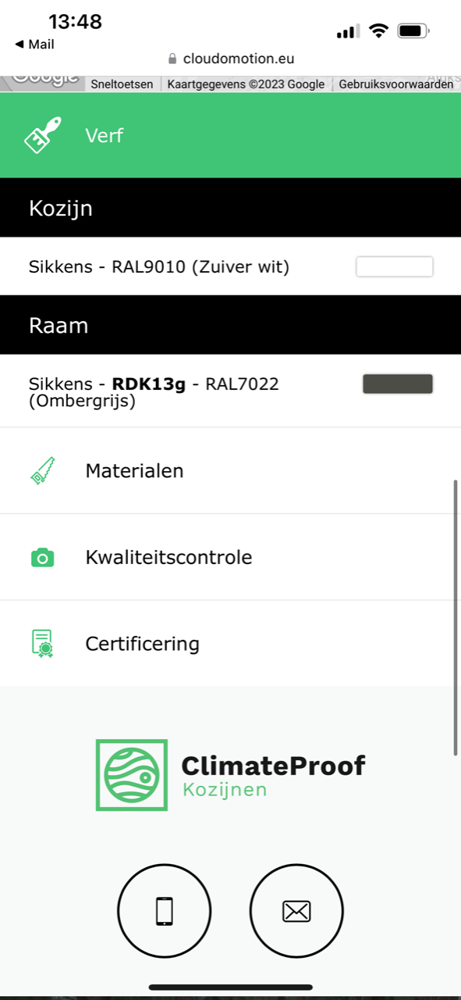 13:48
◀ Mail
cloudomotion.eu
Google
Sneltoetsen
Kaartgegevens ©2023 Google
Gebruiksvoorwaarden
Verf
Kozijn
Sikkens - RAL9010 (Zuiver wit)
Raam
Sikkens - RDK13g - RAL7022
(Ombergrijs)
Materialen
Kwaliteitscontrole
Certificering
ClimateProof
Kozijnen